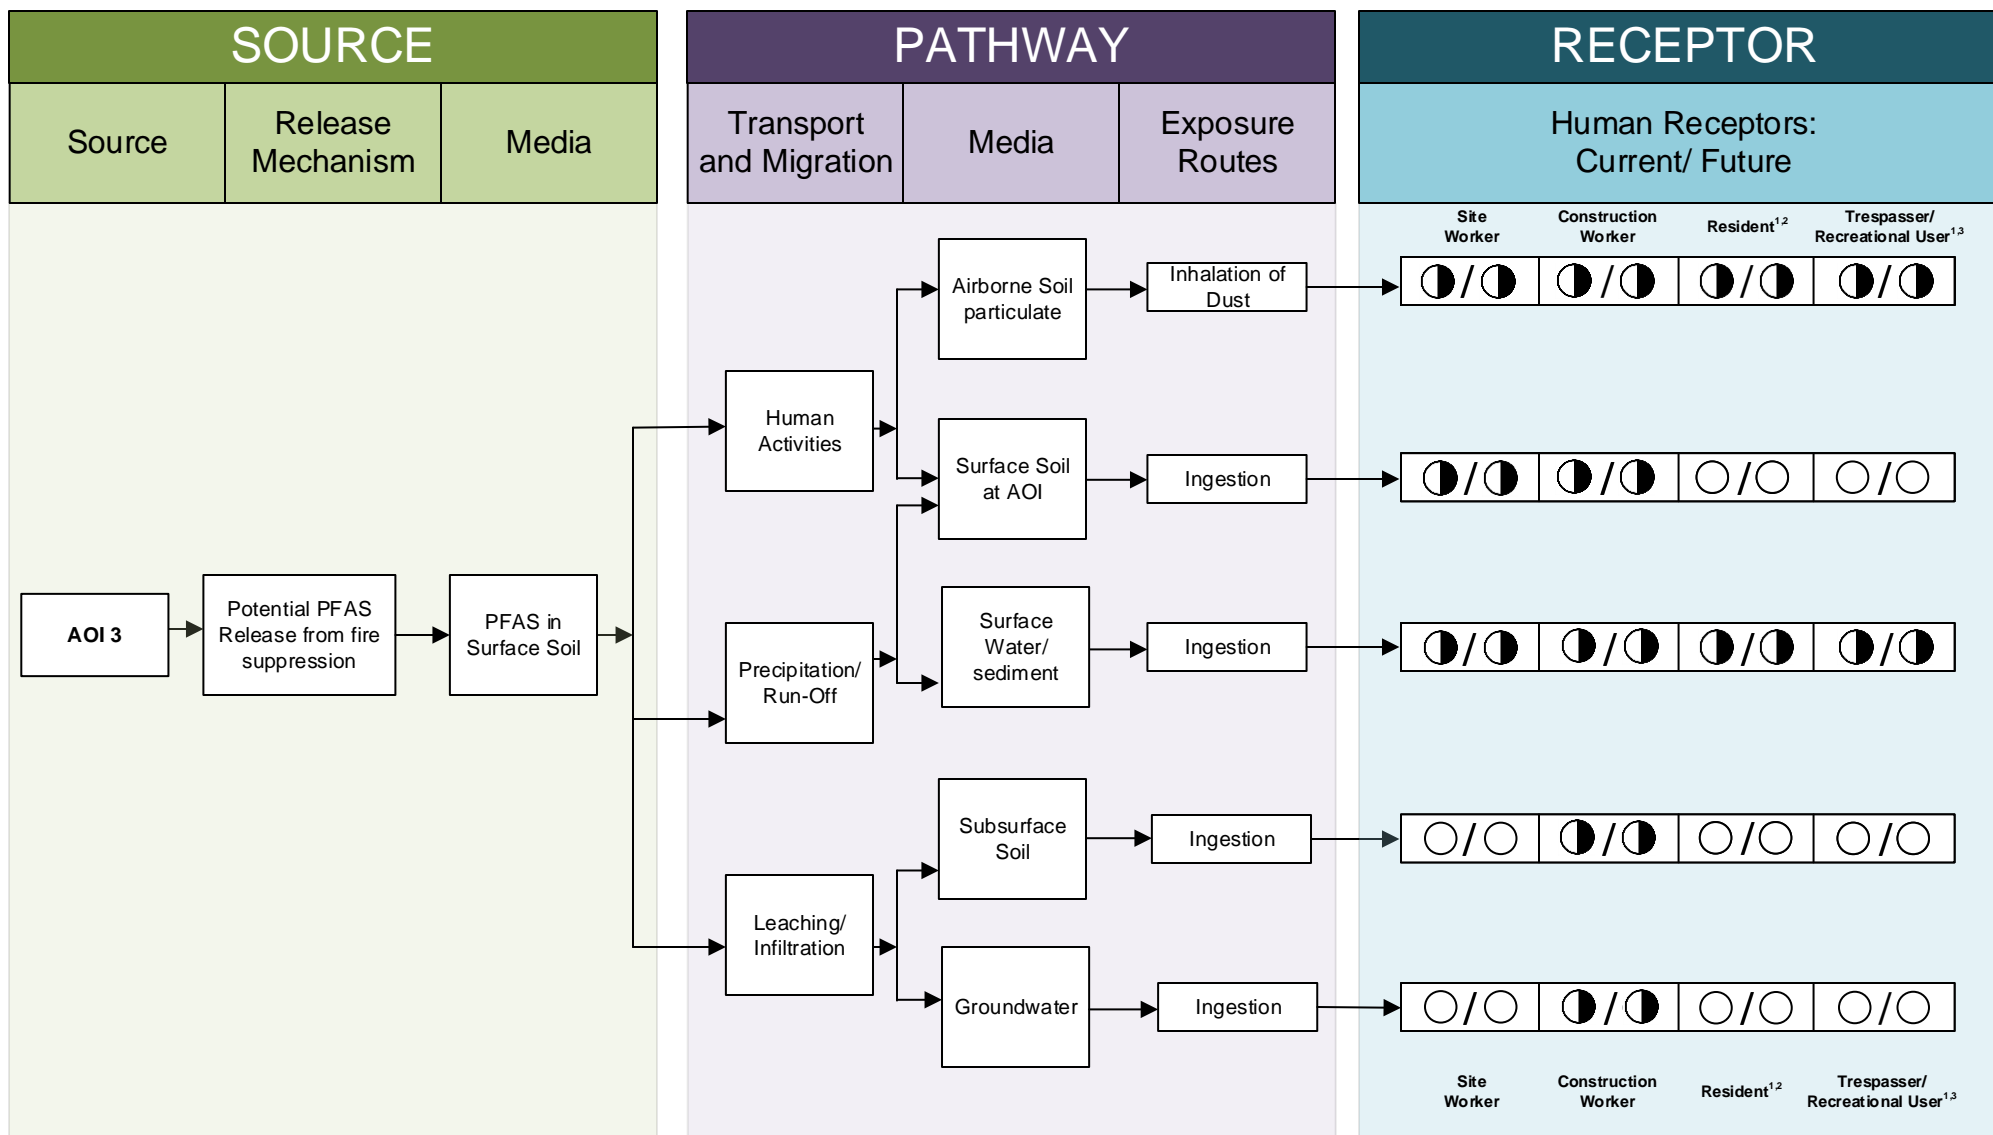 SOURCE
PATHWAY
RECEPTOR
Source
Release
Mechanism
Media
Transport
and Migration
Media
Exposure
Routes
Human Receptors:
Current/ Future
Site
Worker
Construction
Worker
Resident1,2
Trespasser/
Recreational User1,3
Airborne Soil
particulate
Inhalation of
Dust
/ / / /
Human
Activities
Surface Soil
at AOI
Ingestion
/ / / /
AOI 3
Potential PFAS
Release from fire
suppression
PFAS in
Surface Soil
Precipitation/
Run-Off
Surface
Water/
sediment
Ingestion
/ / / /
Subsurface
Soil
Ingestion
/ / / /
Leaching/
Infiltration
Groundwater
Ingestion
/ / / /
Site
Worker
Construction
Worker
Resident1,2
Trespasser/
Recreational User1,3